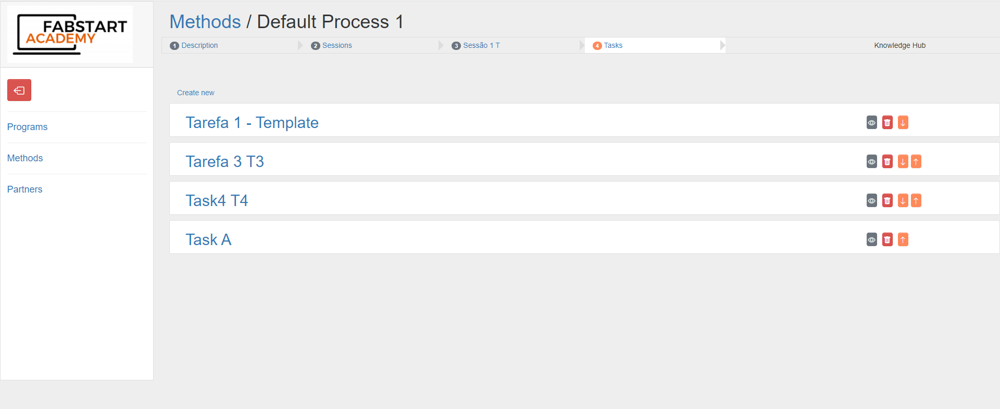 FABSTART
ACADEMY
Methods / Default Process 1
1 Description
2 Sessions
3 Sessão 1 T
4 Tasks
Knowledge Hub
Programs
Methods
Partners
Create new
Tarefa 1 - Template
Tarefa 3 T3
Task4 T4
Task A